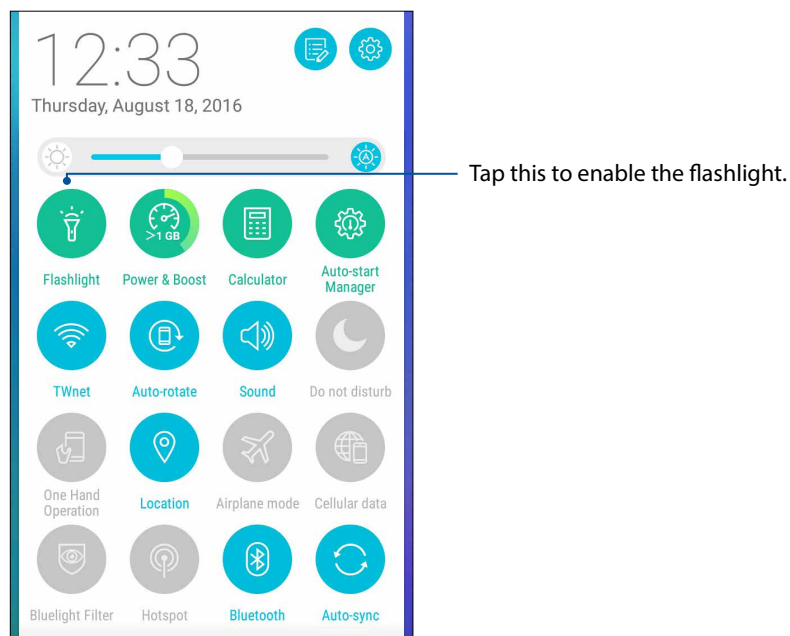 12:33
Thursday, August 18, 2016
A
Tap this to enable the flashlight.
>1 GB
Flashlight
Power & Boost
Calculator
Auto-start
Manager
TWnet
Auto-rotate
Sound
Do not disturb
One Hand
Operation
Location
Airplane mode
Cellular data
Bluelight Filter
Hotspot
Bluetooth
Auto-sync